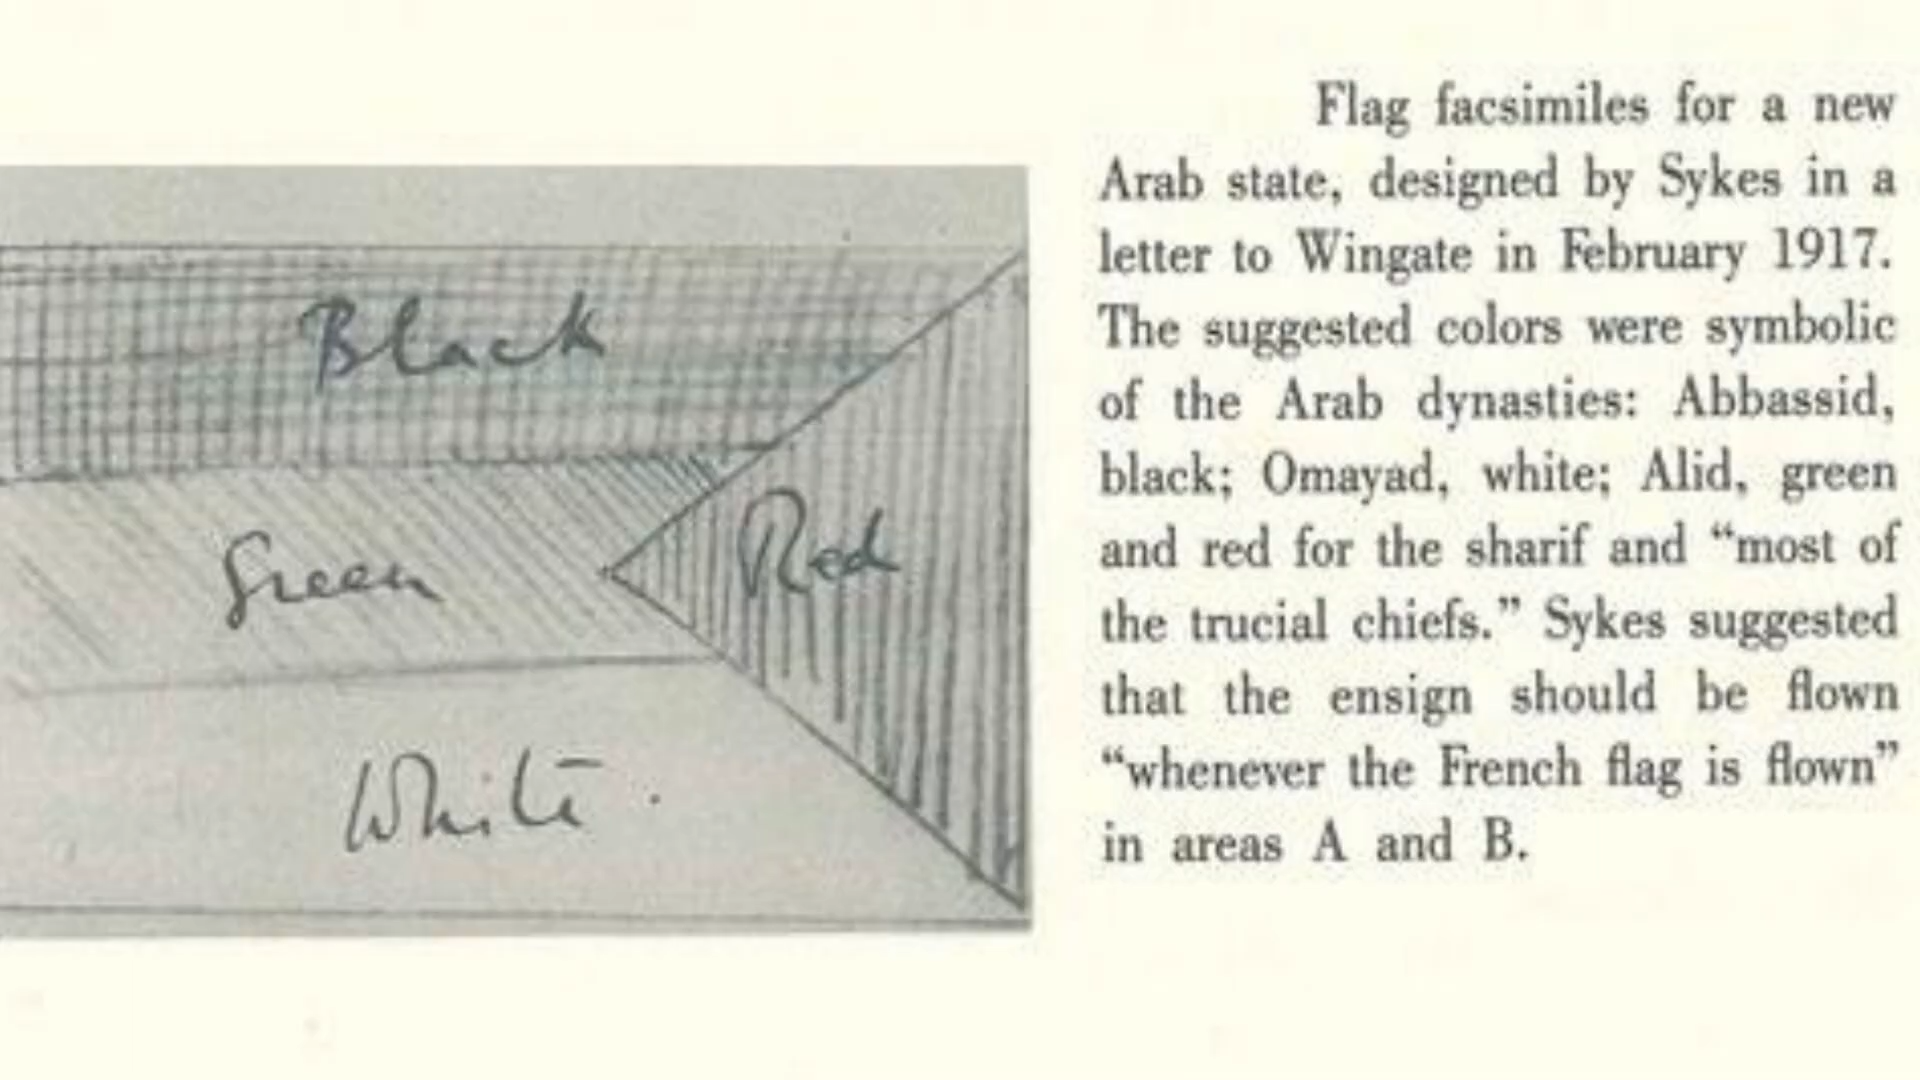 Black
Green
Red
White.
Flag facsimiles for a new
Arab state, designed by Sykes in a
letter to Wingate in February 1917.
The suggested colors were symbolic
of the Arab dynasties: Abbassid,
black; Omayad, white; Alid, green
and red for the sharif and “most of
the trucial chiefs.” Sykes suggested
that the ensign should be flown
“whenever the French flag is flown”
in areas A and B.